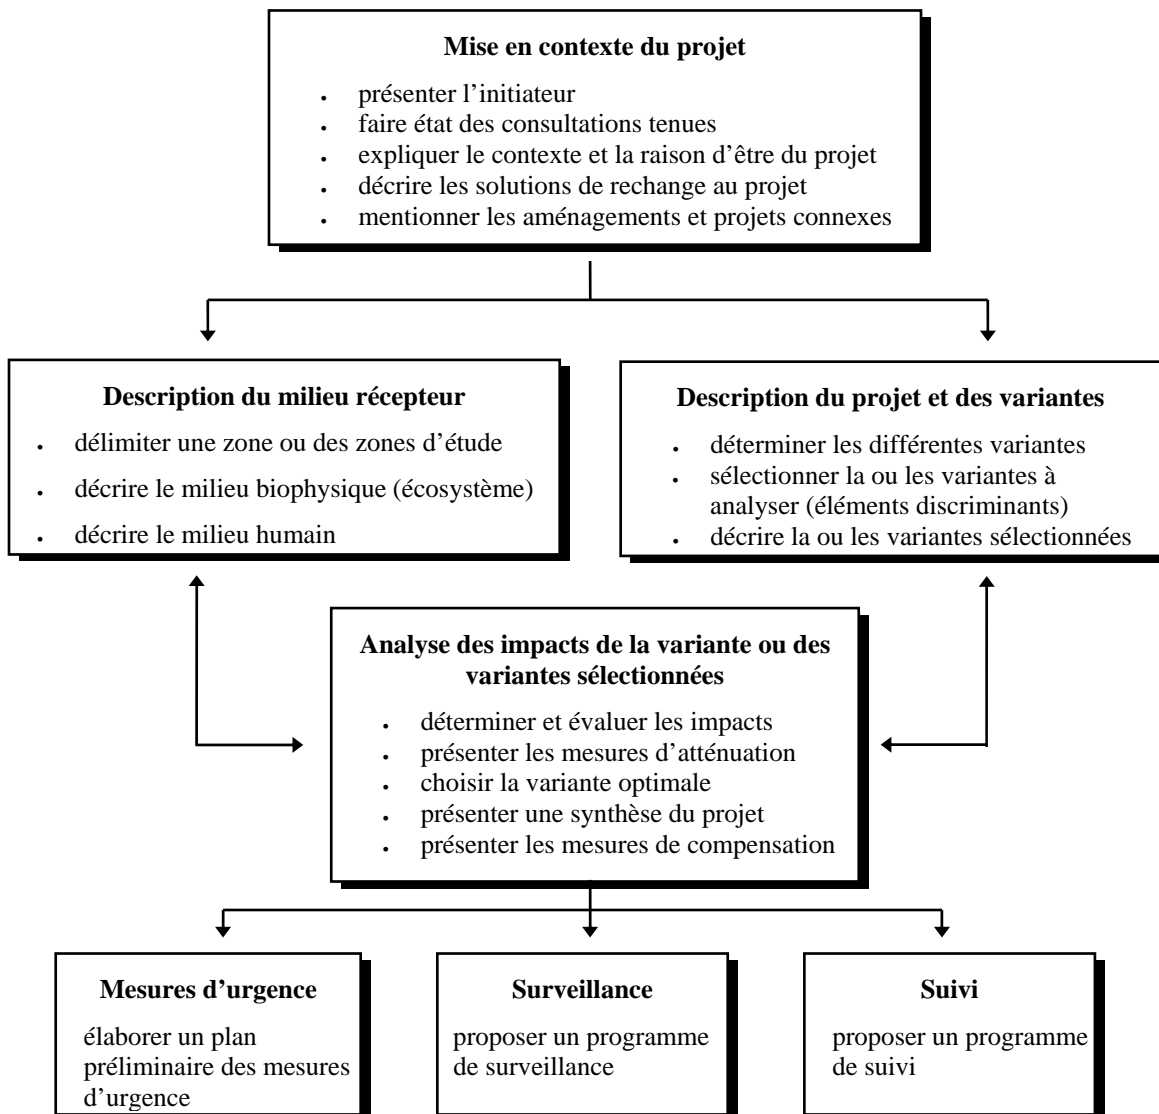 Mise en contexte du projet
• présenter l'initiateur
• faire état des consultations tenues
• expliquer le contexte et la raison d'être du projet
• décrire les solutions de rechange au projet
• mentionner les aménagements et projets connexes
Description du milieu récepteur
• délimiter une zone ou des zones d'étude
• décrire le milieu biophysique (écosystème)
• décrire le milieu humain
Description du projet et des variantes
• déterminer les différentes variantes
• sélectionner la ou les variantes à
analyser (éléments discriminants)
• décrire la ou les variantes sélectionnées
Analyse des impacts de la variante ou des
variantes sélectionnées
• déterminer et évaluer les impacts
• présenter les mesures d'atténuation
• choisir la variante optimale
• présenter une synthèse du projet
• présenter les mesures de compensation
Mesures d'urgence
élaborer un plan
préliminaire des mesures
d'urgence
Surveillance
proposer un programme
de surveillance
Suivi
proposer un programme
de suivi